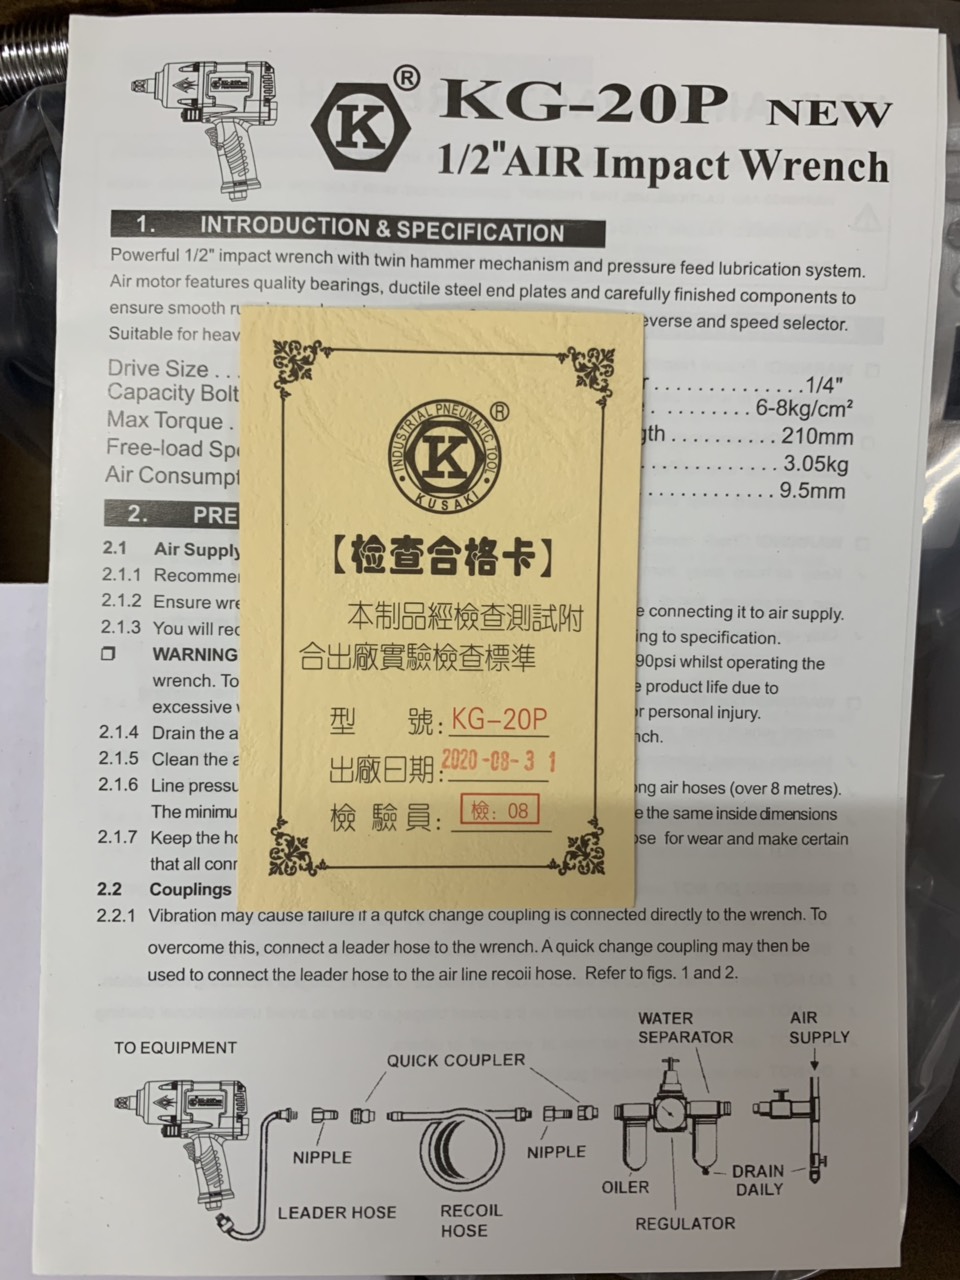 K ®
KG-20P NEW
1/2"AIR Impact Wrench
1. INTRODUCTION & SPECIFICATION
Powerful 1/2" impact wrench with twin hammer mechanism and pressure feed lubrication system.
Air motor features quality bearings, ductile steel end plates and carefully finished components to
ensure smooth
everse and speed selector.
Suitable for heav
Drive Size . . .
. . . . . . . . . . . .1/4"
Capacity Bolt
. . . . . . . . . 6-8kg/cm²
Max Torque .
gth . . . . . . . . . 210mm
Free-load Spe
. . . . . . . . . . . . 3.05kg
Air Consumpt
. . . . . . . . . . . . 9.5mm
2. PRE
2.1 Air Supply
2.1.1 Recomme
2.1.2 Ensure wre
e connecting it to air supply.
2.1.3 You will rec
ing to specification.
WARNING
90psi whilst operating the
wrench. To
e product life due to
excessive
or personal injury.
2.1.4 Drain the a
nch.
2.1.5 Clean the a
2.1.6 Line pressu
ong air hoses (over 8 metres).
The minimu
e the same inside dimensions
2.1.7 Keep the ho
ose for wear and make certain
that all conn
2.2 Couplings
2.2.1 Vibration may cause failure if a qufck change coupling is connected directly to the wrench. To
overcome this, connect a leader hose to the wrench. A quick change coupling may then be
used to connect the leader hose to the air line recoii hose. Refer to figs. 1 and 2.
INDUSTRIAL PNEUMATIC TOOL ®
K
KUSAKI
【检查合格卡】
本制品經檢查測試附
合出廠實驗檢查標準
型 號: KG-20P
出廠日期: 2020-08-31
檢 驗 員: 檢: 08
TO EQUIPMENT
QUICK COUPLER
WATER
SEPARATOR
AIR
SUPPLY
NIPPLE
NIPPLE
LEADER HOSE
RECOIL
HOSE
OILER
REGULATOR
DRAIN
DAILY